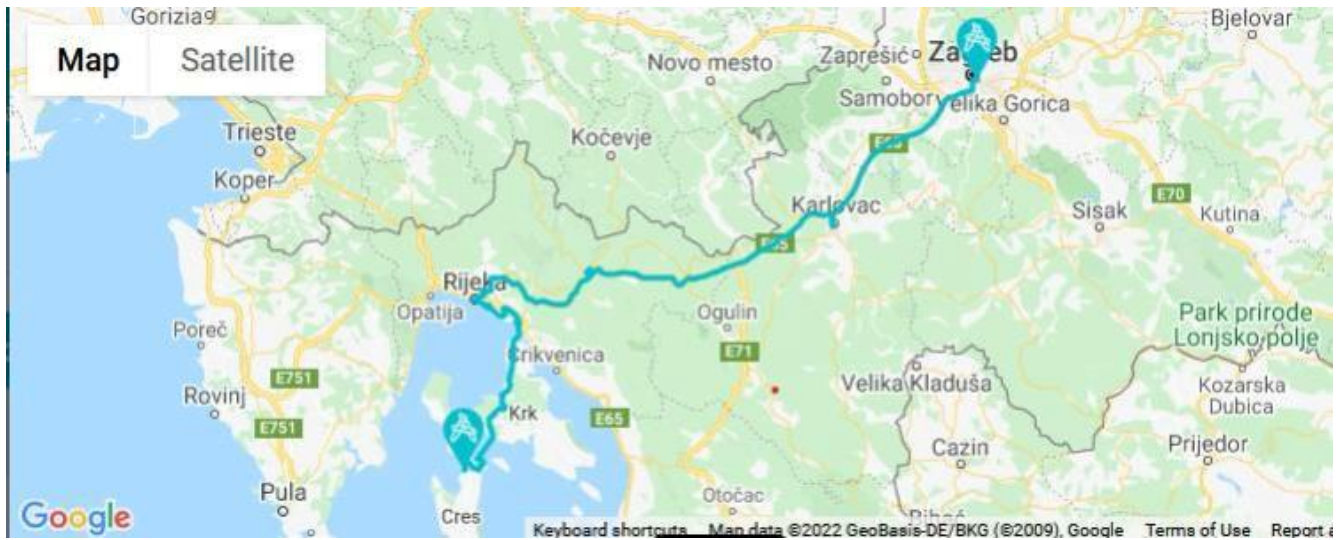 Gorizia
Bjelovar
Map
Satellite
Novo mesto
Zaprešić
Zagreb
Samobor
Velika Gorica
Trieste
Kočevje
E65
Koper
Karlovac
Sisak
E70
Kutina
E65
Rijeka
Opatija
Ogulin
Park prirode
Lonjsko polje
Poreč
E71
Crikvenica
Velika Kladuša
Kozarska
Dubica
E751
Rovinj
Krk
E65
E751
Cazin
Prijedor
Pula
Otočac
Cres
Google
Keyboard shortcuts Map data ©2022 GeoBasis-DE/BKG (©2009), Google Terms of Use Report a